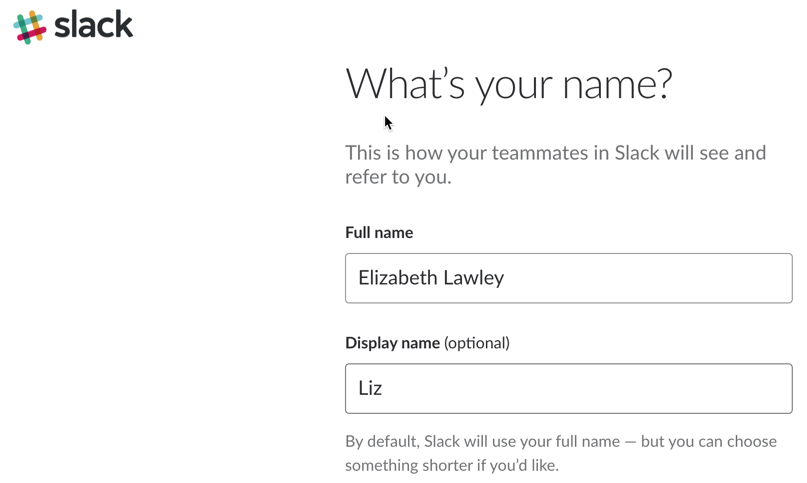 slack
What’s your name?
This is how your teammates in Slack will see and
refer to you.
Full name
Elizabeth Lawley
Display name (optional)
Liz
By default, Slack will use your full name — but you can choose
something shorter if you’d like.